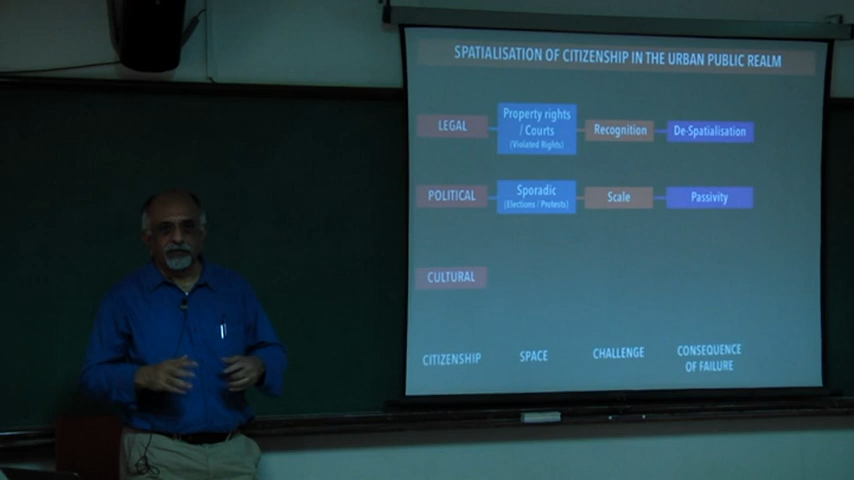 SPATIALISATION OF CITIZENSHIP IN THE URBAN PUBLIC REALM
LEGAL
Property rights
/ Courts
(Violated Rights)
Recognition
De-Spatialisation
POLITICAL
Sporadic
(Elections / Protests)
Scale
Passivity
CULTURAL
CITIZENSHIP
SPACE
CHALLENGE
CONSEQUENCE
OF FAILURE